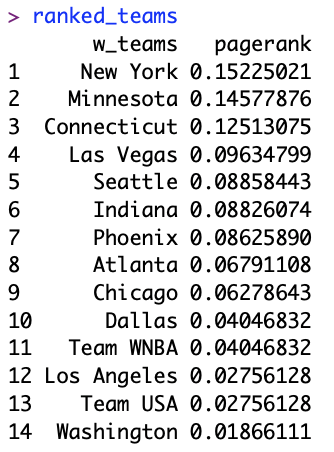 > ranked_teams
w_teams pagerank
1 New York 0.15225021
2 Minnesota 0.14577876
3 Connecticut 0.12513075
4 Las Vegas 0.09634799
5 Seattle 0.08858443
6 Indiana 0.08826074
7 Phoenix 0.08625890
8 Atlanta 0.06791108
9 Chicago 0.06278643
10 Dallas 0.04046832
11 Team WNBA 0.04046832
12 Los Angeles 0.02756128
13 Team USA 0.02756128
14 Washington 0.01866111